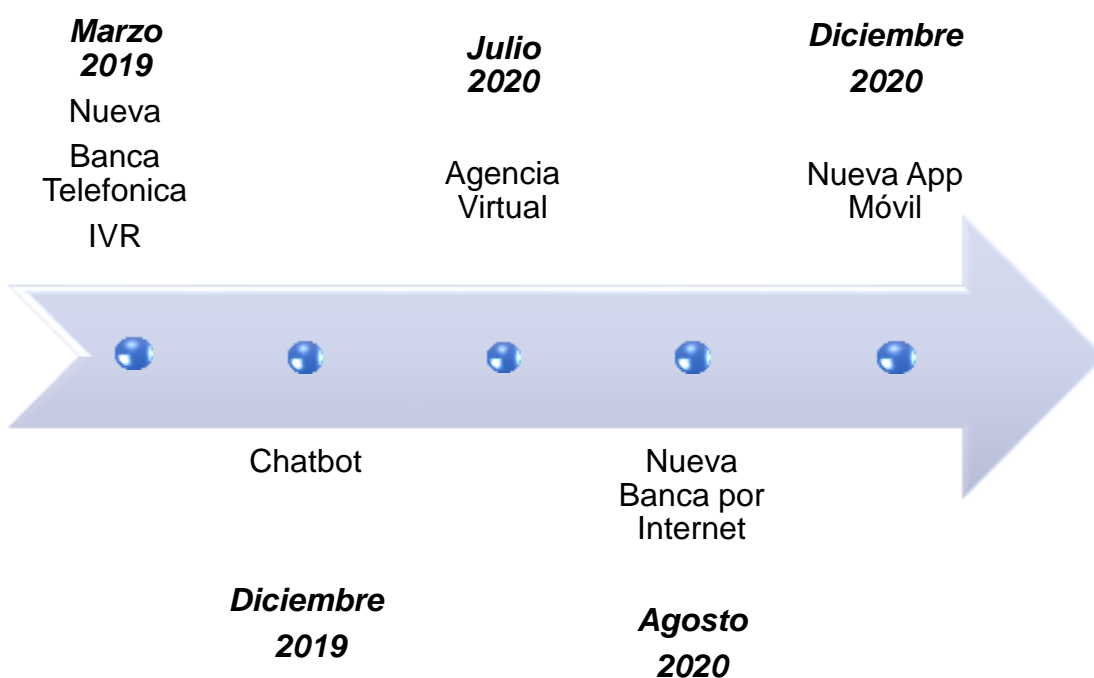 Marzo
2019
Nueva
Banca
Telefonica
IVR
Julio
2020
Agencia
Virtual
Diciembre
2020
Nueva App
Móvil
Chatbot
Diciembre
2019
Nueva
Banca por
Internet
Agosto
2020